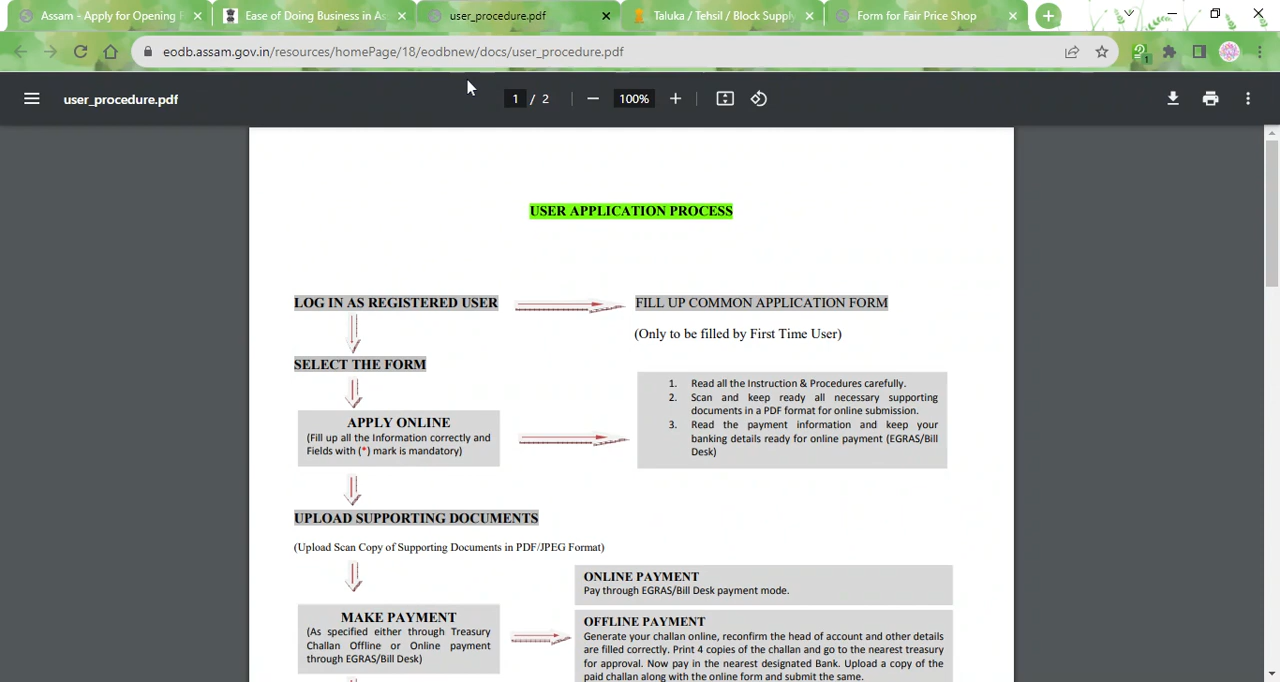 Assam - Apply for Opening F
Ease of Doing Business in As
user_procedure.pdf
Taluka / Tehsil / Block Supply
Form for Fair Price Shop
eodb.assam.gov.in/resources/homePage/18/eodbnew/docs/user_procedure.pdf
1
user_procedure.pdf
1 / 2
100%
USER APPLICATION PROCESS
LOG IN AS REGISTERED USER
FILL UP COMMON APPLICATION FORM
(Only to be filled by First Time User)
SELECT THE FORM
1. Read all the Instruction & Procedures carefully.
2. Scan and keep ready all necessary supporting
documents in a PDF format for online submission.
3. Read the payment information and keep your
banking details ready for online payment (EGRAS/Bill
Desk)
APPLY ONLINE
(Fill up all the Information correctly and
Fields with (*) mark is mandatory)
UPLOAD SUPPORTING DOCUMENTS
(Upload Scan Copy of Supporting Documents in PDF/JPEG Format)
ONLINE PAYMENT
Pay through EGRAS/Bill Desk payment mode.
MAKE PAYMENT
(As specified either through Treasury
Challan Offline or Online payment
through EGRAS/Bill Desk)
OFFLINE PAYMENT
Generate your challan online, reconfirm the head of account and other details
are filled correctly. Print 4 copies of the challan and go to the nearest treasury
for approval. Now pay in the nearest designated Bank. Upload a copy of the
paid challan along with the online form and submit the same.